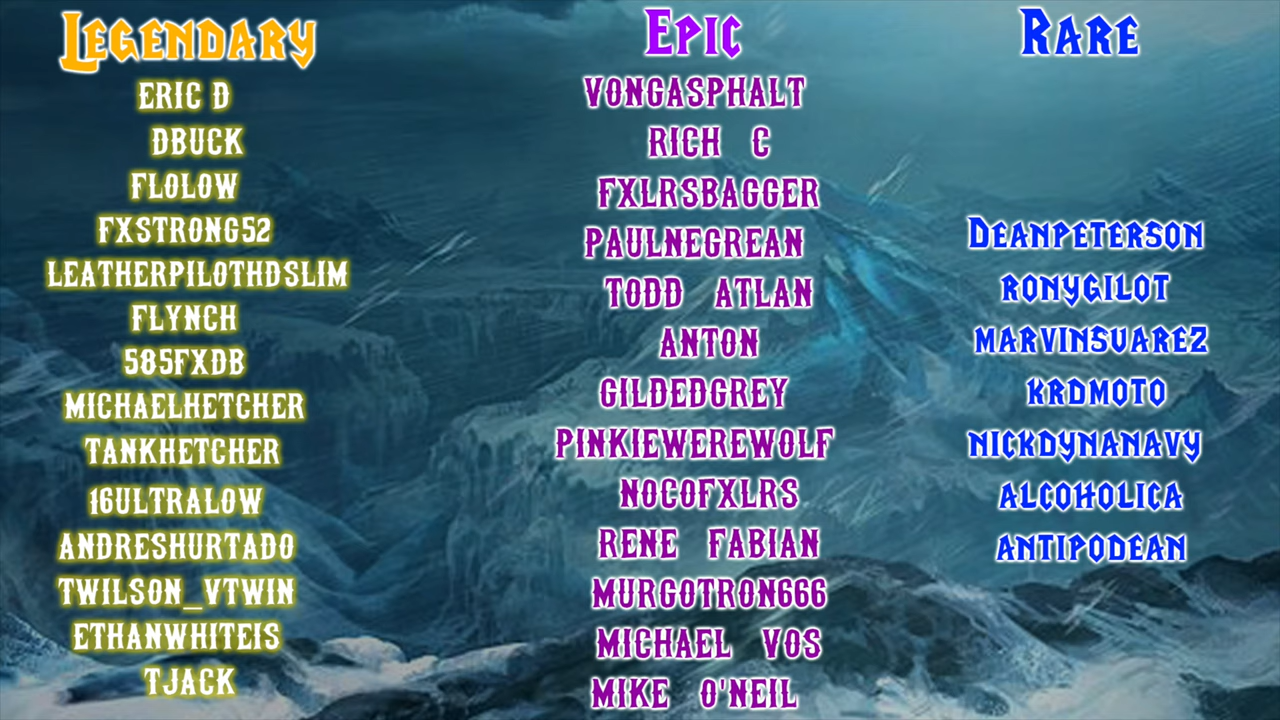 Legendary
ERIC D
DBUCK
FLOLOW
FXSTRONG52
LEATHERPILOTHDSLIM
FLYNCH
585FXDB
MICHAELHETCHER
TANKHETCHER
16ULTRALOW
ANDRESHURTADO
TWILSON_VTWIN
ETHANWHITEIS
TJACK
Epic
VONGASPHALT
RICH C
FXLRSBAGGER
PAULNEGREAN
TODD ATLAN
ANTON
GILDEDGREY
PINKIEWEREWOLF
NOCOFXLRS
RENE FABIAN
MURGOTRON666
MICHAEL VOS
MIKE O'NEIL
Rare
Deanpeterson
RONYGILOT
MARVINSUAREZ
KRDMOTO
NICKDYNANAVY
ALCOHOLICA
ANTIPODEAN